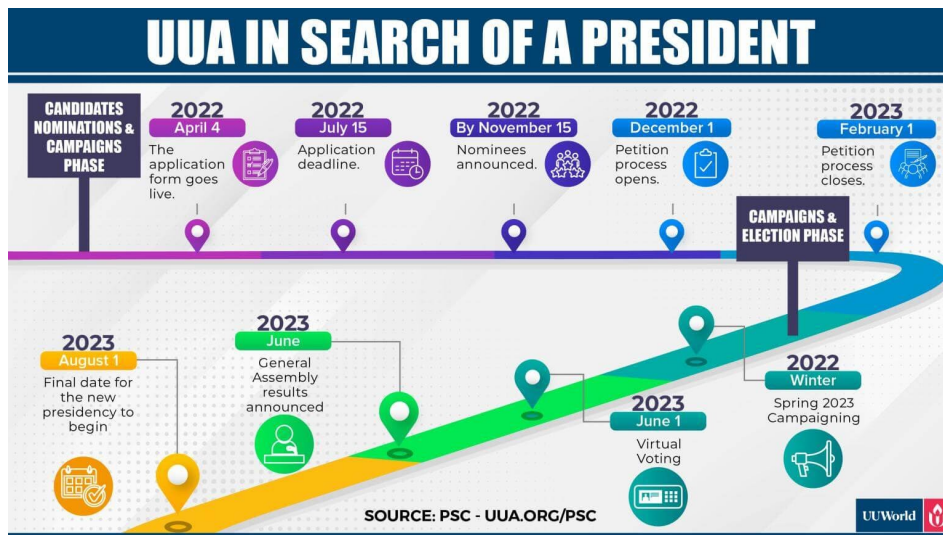 UUA IN SEARCH OF A PRESIDENT
CANDIDATES
NOMINATIONS &
CAMPAIGNS
PHASE
2022
April 4
The
application
form goes
live.
2022
July 15
Application
deadline.
2022
By November 15
Nominees
announced.
2022
December 1
Petition
process
opens.
2023
February 1
Petition
process
closes.
CAMPAIGNS &
ELECTION PHASE
2022
Winter
Spring 2023
Campaigning
2023
June 1
Virtual
Voting
2023
June
General
Assembly
results
announced
2023
August 1
Final date for
the new
presidency to
begin
SOURCE: PSC - UUA.ORG/PSC
UUWorld